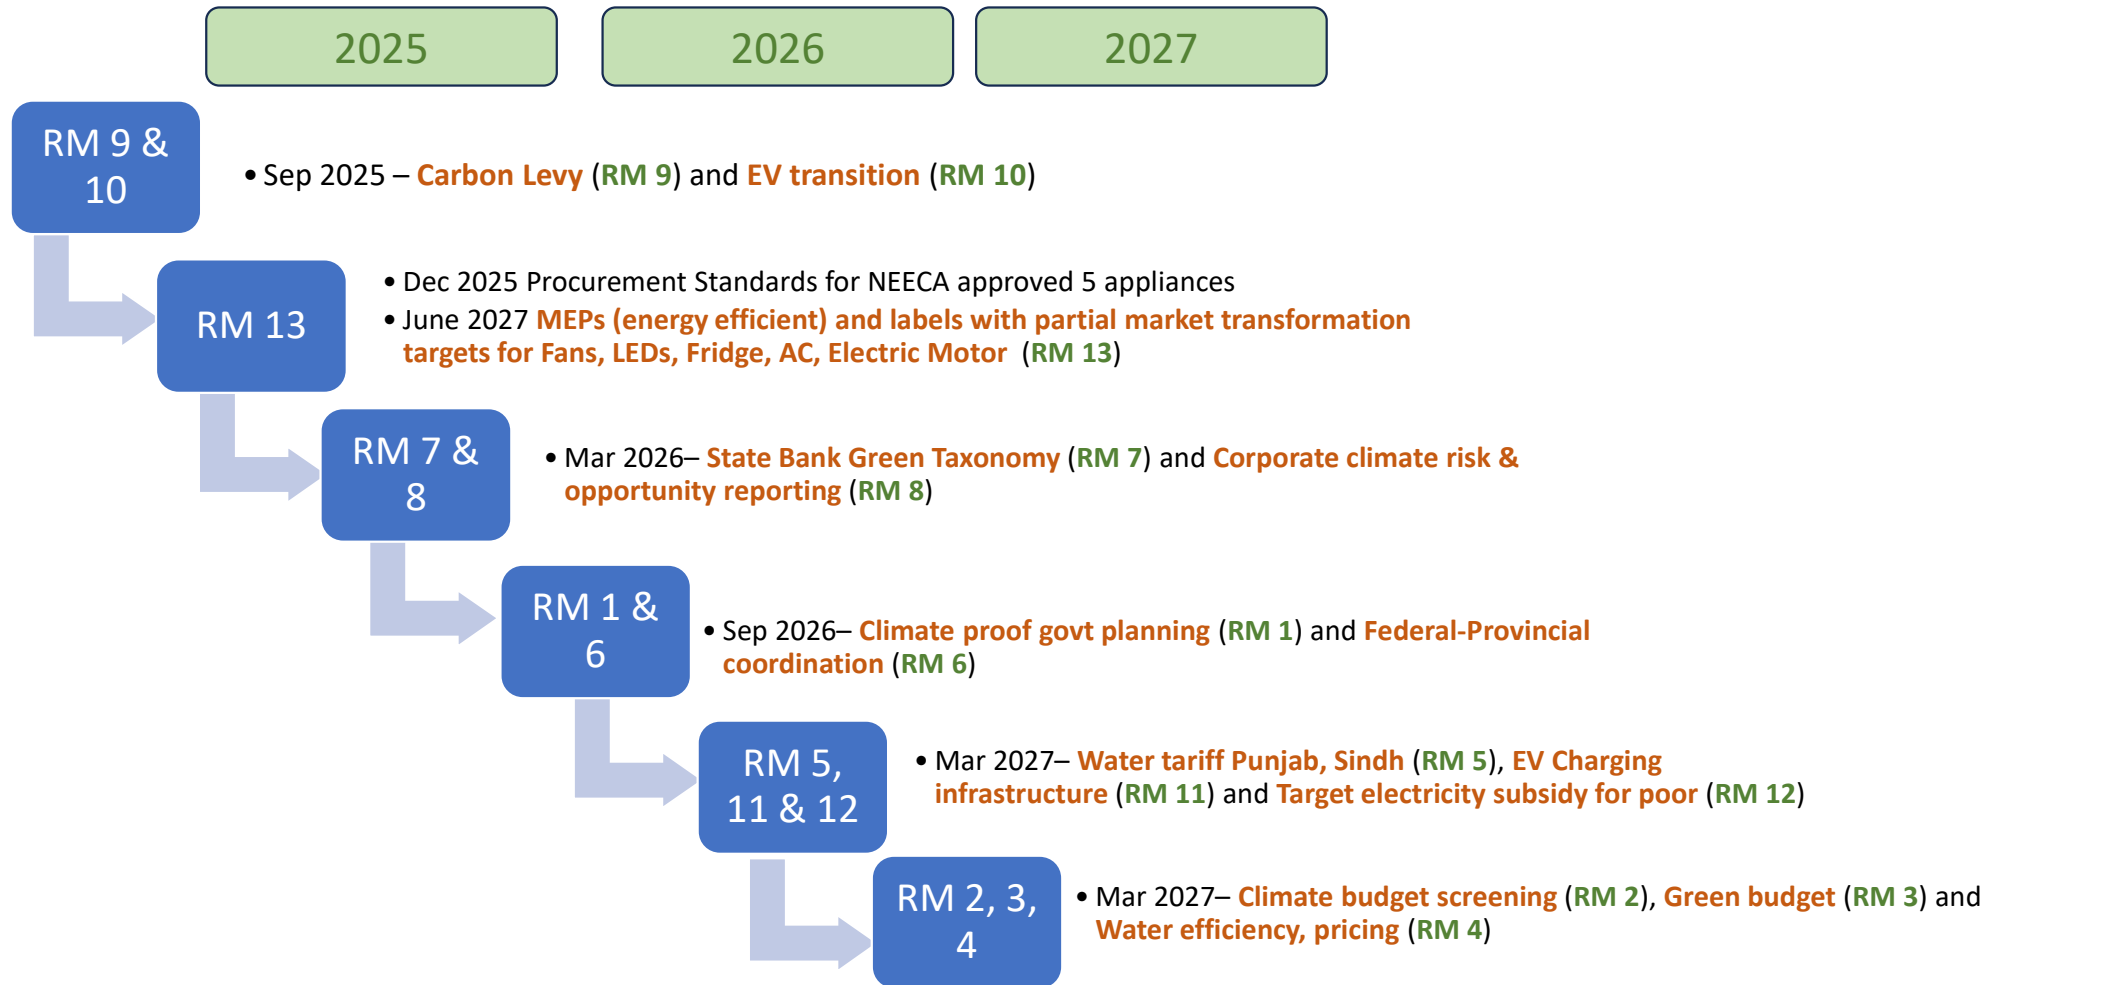 2025
2026
2027
RM 9 &
10
• Sep 2025 – Carbon Levy (RM 9) and EV transition (RM 10)
RM 13
• Dec 2025 Procurement Standards for NEECA approved 5 appliances
• June 2027 MEPs (energy efficient) and labels with partial market transformation
targets for Fans, LEDs, Fridge, AC, Electric Motor (RM 13)
RM 7 &
8
• Mar 2026– State Bank Green Taxonomy (RM 7) and Corporate climate risk &
opportunity reporting (RM 8)
RM 1 &
6
• Sep 2026– Climate proof govt planning (RM 1) and Federal-Provincial
coordination (RM 6)
RM 5,
11 & 12
• Mar 2027– Water tariff Punjab, Sindh (RM 5), EV Charging
infrastructure (RM 11) and Target electricity subsidy for poor (RM 12)
RM 2, 3,
4
• Mar 2027– Climate budget screening (RM 2), Green budget (RM 3) and
Water efficiency, pricing (RM 4)